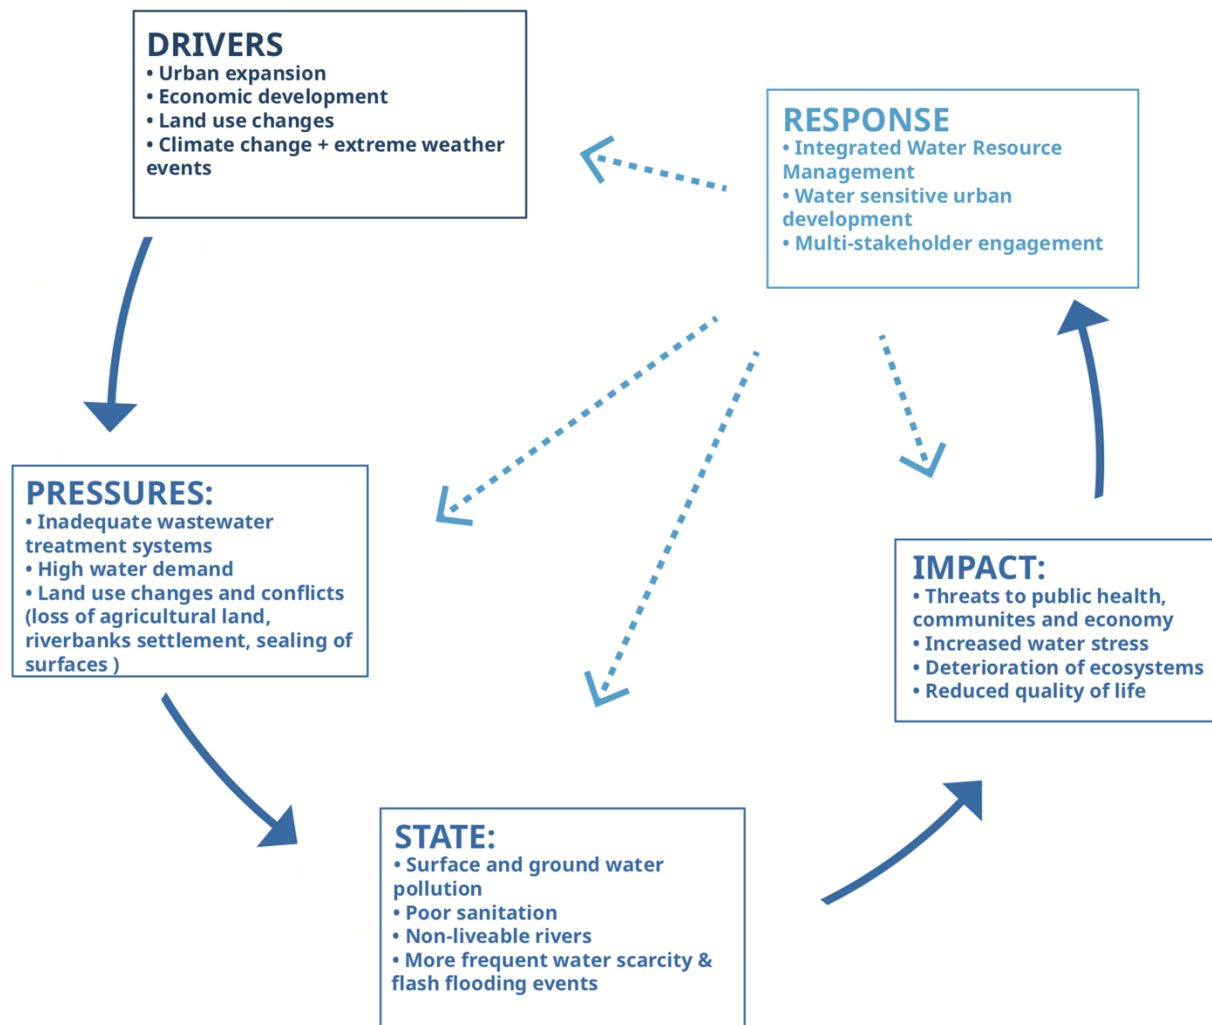 DRIVERS
• Urban expansion
• Economic development
• Land use changes
• Climate change + extreme weather
events
RESPONSE
• Integrated Water Resource
Management
• Water sensitive urban
development
• Multi-stakeholder engagement
PRESSURES:
• Inadequate wastewater
treatment systems
• High water demand
• Land use changes and conflicts
(loss of agricultural land,
riverbanks settlement, sealing of
surfaces )
IMPACT:
• Threats to public health,
communites and economy
• Increased water stress
• Deterioration of ecosystems
• Reduced quality of life
STATE:
• Surface and ground water
pollution
• Poor sanitation
• Non-liveable rivers
• More frequent water scarcity &
flash flooding events